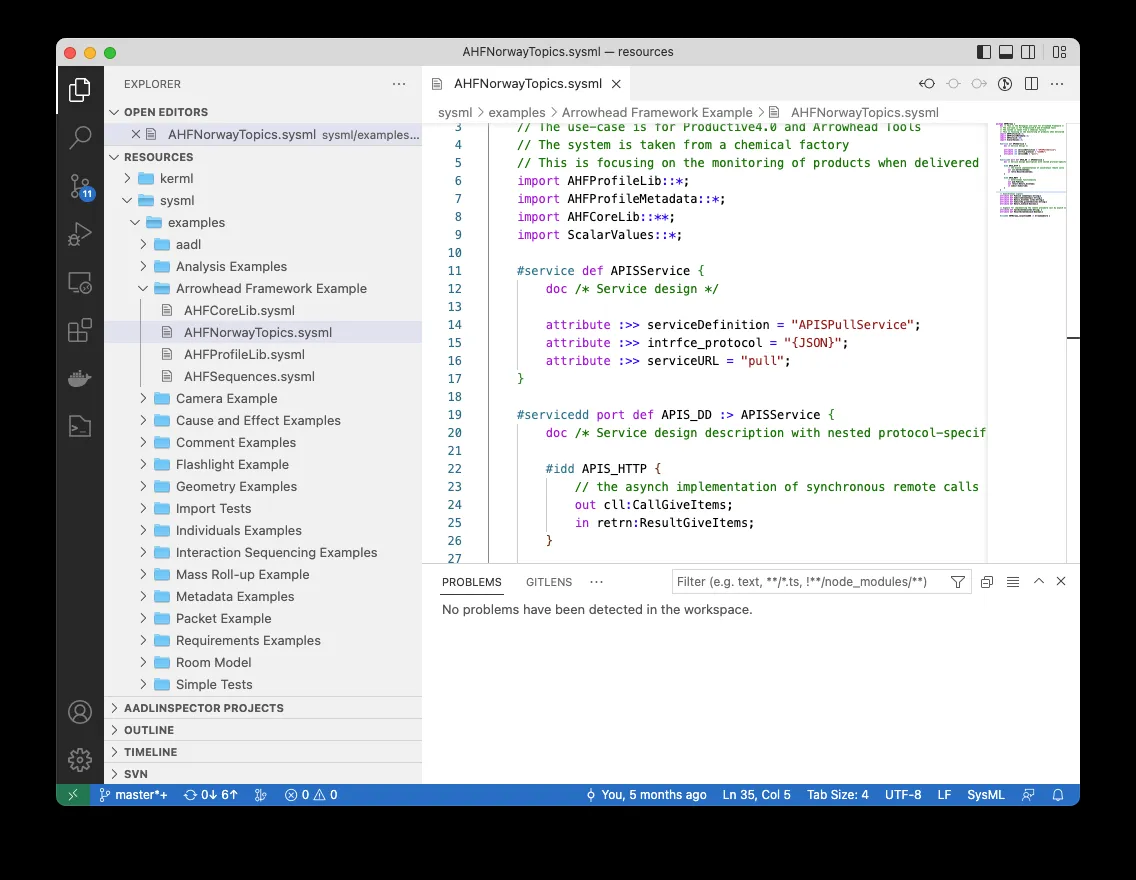 AHFNorwayTopics.sysml — resources
EXPLORER
OPEN EDITORS
AHFNorwayTopics.sysml sysml/examples...
RESOURCES
kerml
sysml
examples
aadl
Analysis Examples
Arrowhead Framework Example
AHFCoreLib.sysml
AHFNorwayTopics.sysml
AHFProfileLib.sysml
AHFSequences.sysml
Camera Example
Cause and Effect Examples
Comment Examples
Flashlight Example
Geometry Examples
Import Tests
Individuals Examples
Interaction Sequencing Examples
Mass Roll-up Example
Metadata Examples
Packet Example
Requirements Examples
Room Model
Simple Tests
AADLINSPECTOR PROJECTS
OUTLINE
TIMELINE
SVN
11
AHFNorwayTopics.sysml
sysml > examples > Arrowhead Framework Example > AHFNorwayTopics.sysml
3 // The use-case is for Productive4.0 and Arrowhead Tools
4 // The system is taken from a chemical factory
5 // This is focusing on the monitoring of products when delivered
6 import AHFProfileLib::*;
7 import AHFProfileMetadata::*;
8 import AHFCoreLib::**;
9 import ScalarValues::*;
10
11 #service def APISService {
12 doc /* Service design */
13
14 attribute :>> serviceDefinition = "APISPullService";
15 attribute :>> intrfce_protocol = "{JSON}";
16 attribute :>> serviceURL = "pull";
17 }
18
19 #servicedd port def APIS_DD :> APISService {
20 doc /* Service design description with nested protocol-specif
21
22 #idd APIS_HTTP {
23 // the asynch implementation of synchronous remote calls
24 out cll:CallGiveItems;
25 in retrn:ResultGiveItems;
26 }
27
PROBLEMS GITLENS ... Filter (e.g. text, **/*.ts, !**/node_modules/**)
No problems have been detected in the workspace.
master*+ 0↓ 6↑ 0 0 You, 5 months ago Ln 35, Col 5 Tab Size: 4 UTF-8 LF SysML